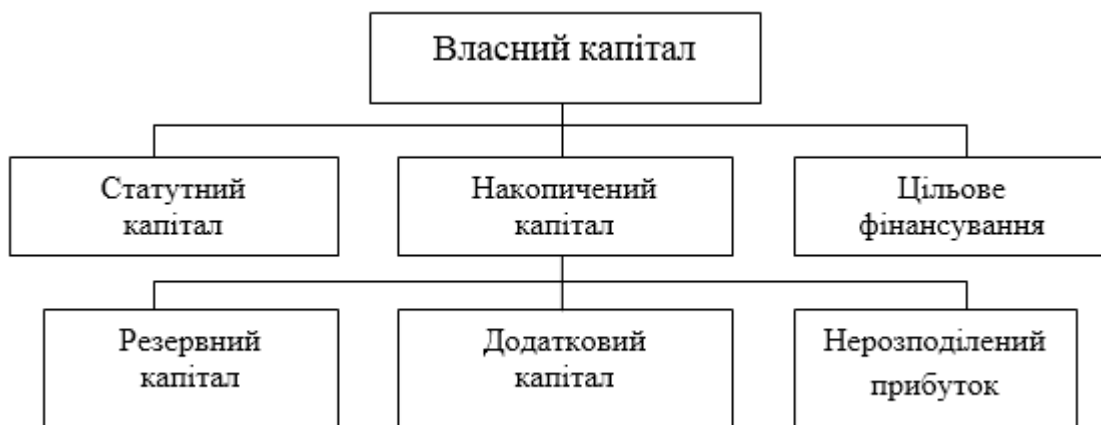 Власний капітал
Статутний
капітал
Накопичений
капітал
Цільове
фінансування
Резервний
капітал
Додатковий
капітал
Нерозподілений
прибуток